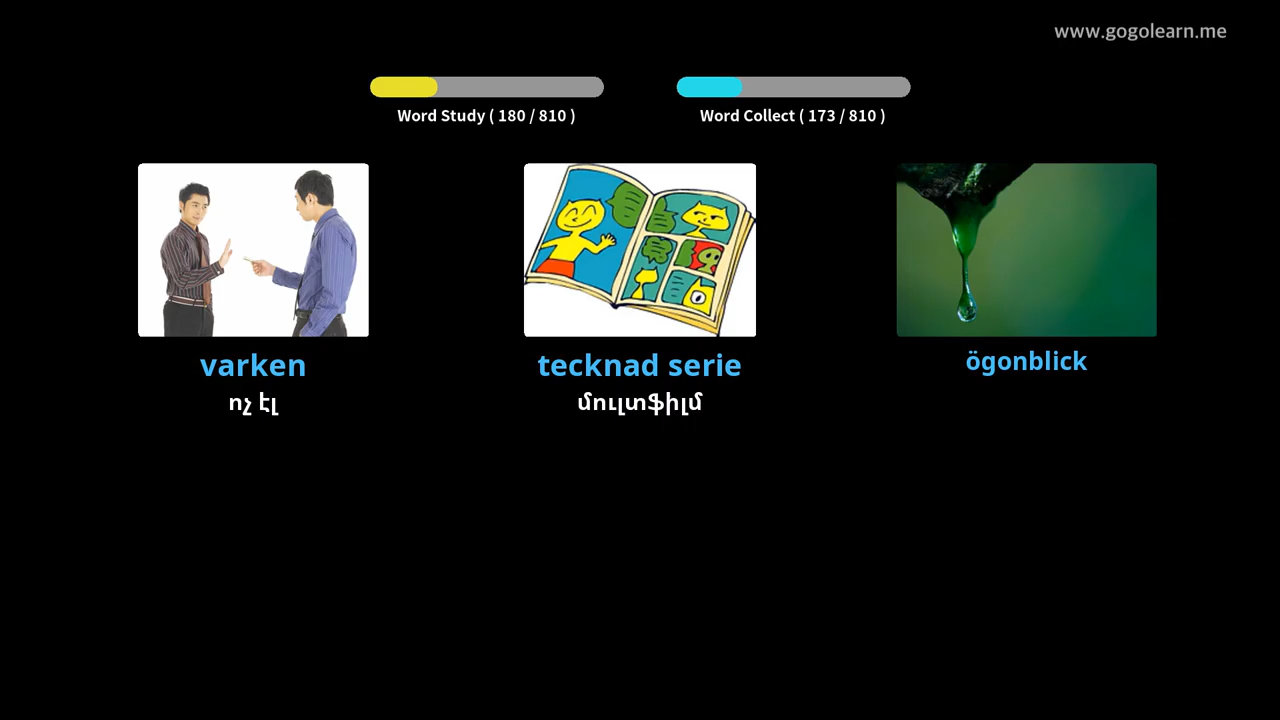 www.gogolearn.me
Word Study ( 180 / 810 )
Word Collect ( 173 / 810 )
varken
ոչ էլ
tecknad serie
մուլտֆիլմ
ögonblick